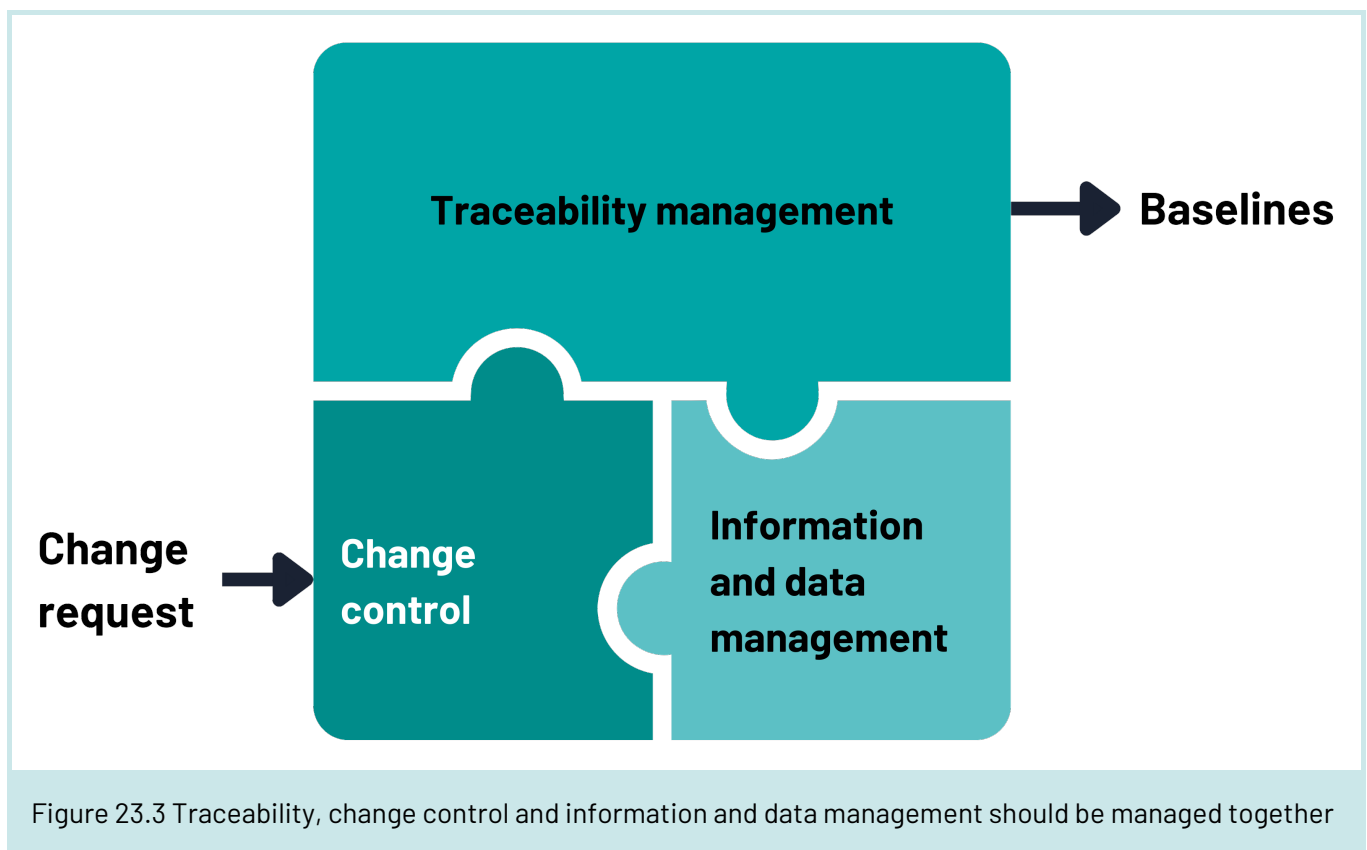 Traceability management
Baselines
Change
request
Change
control
Information
and data
management
Figure 23.3 Traceability, change control and information and data management should be managed together